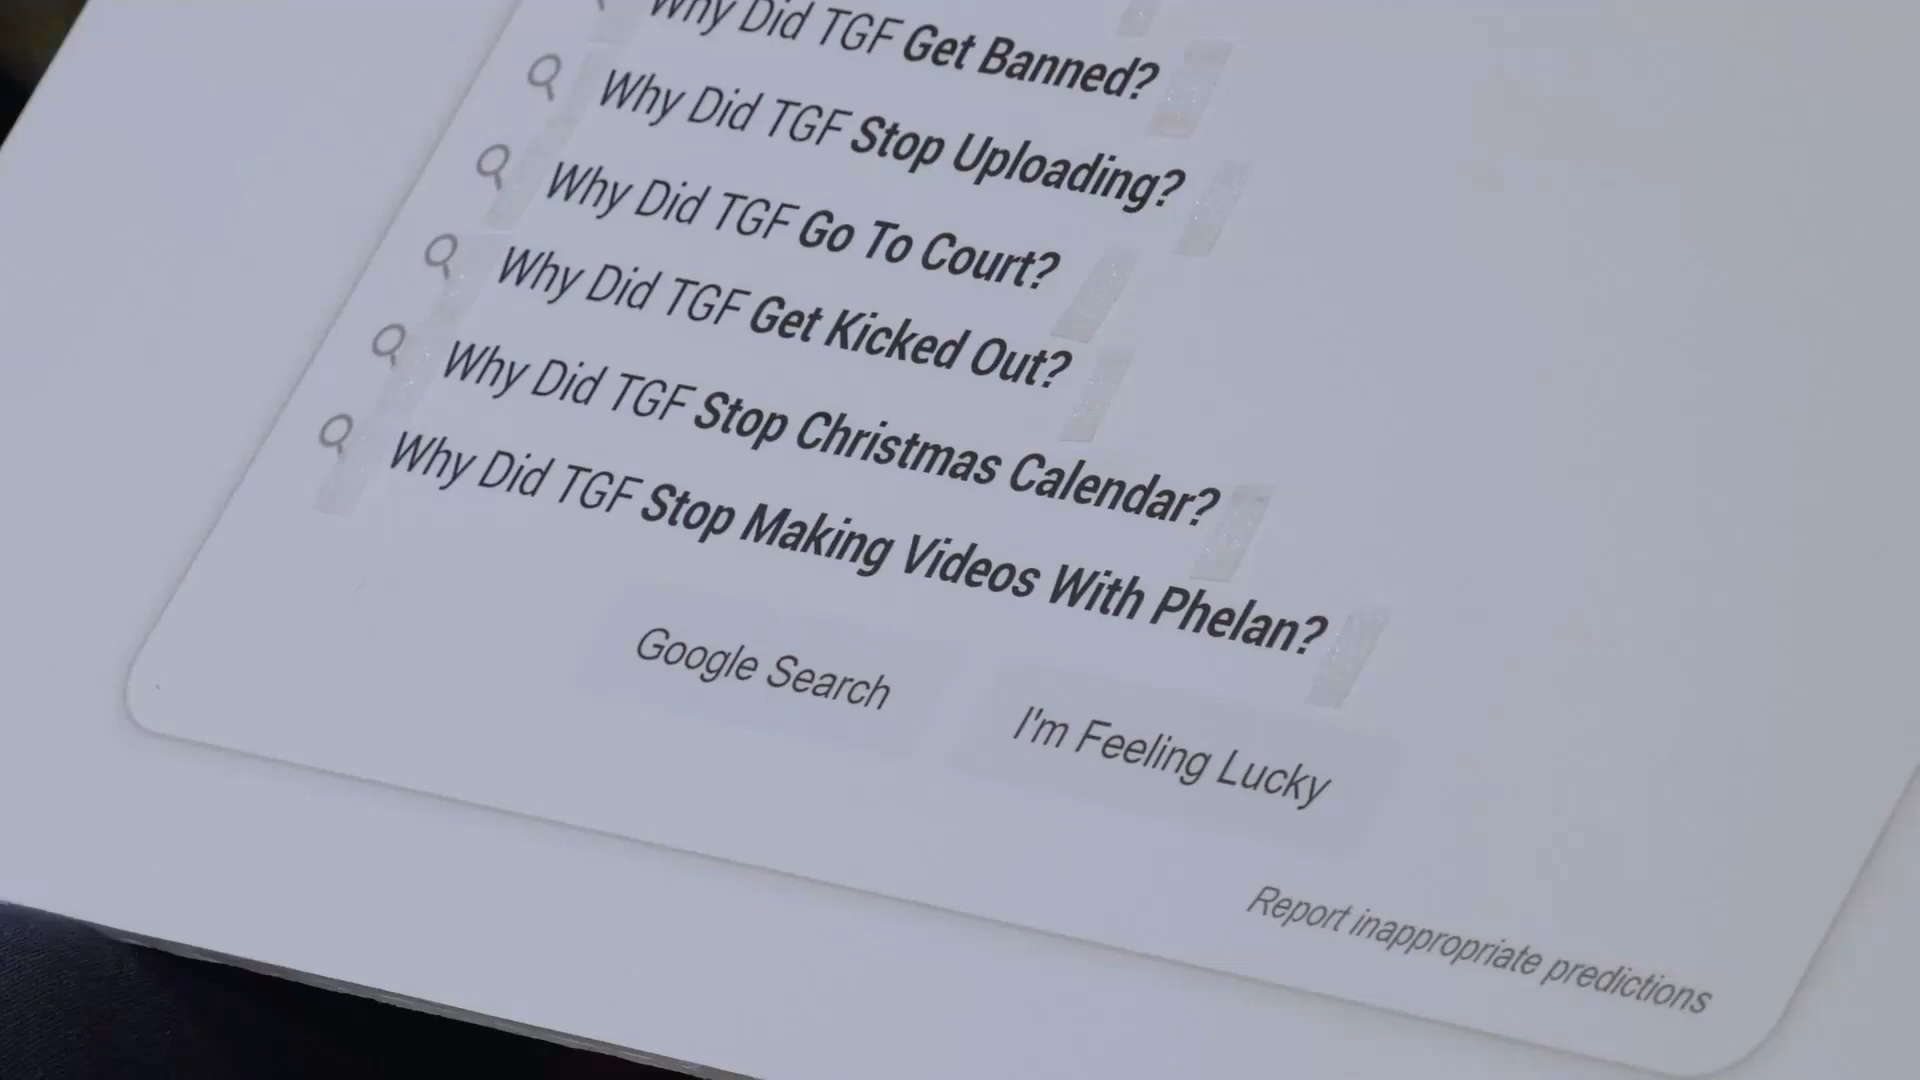 Why Did TGF Get Banned?
Why Did TGF Stop Uploading?
Why Did TGF Go To Court?
Why Did TGF Get Kicked Out?
Why Did TGF Stop Christmas Calendar?
Why Did TGF Stop Making Videos With Phelan?
Google Search
I'm Feeling Lucky
Report inappropriate predictions